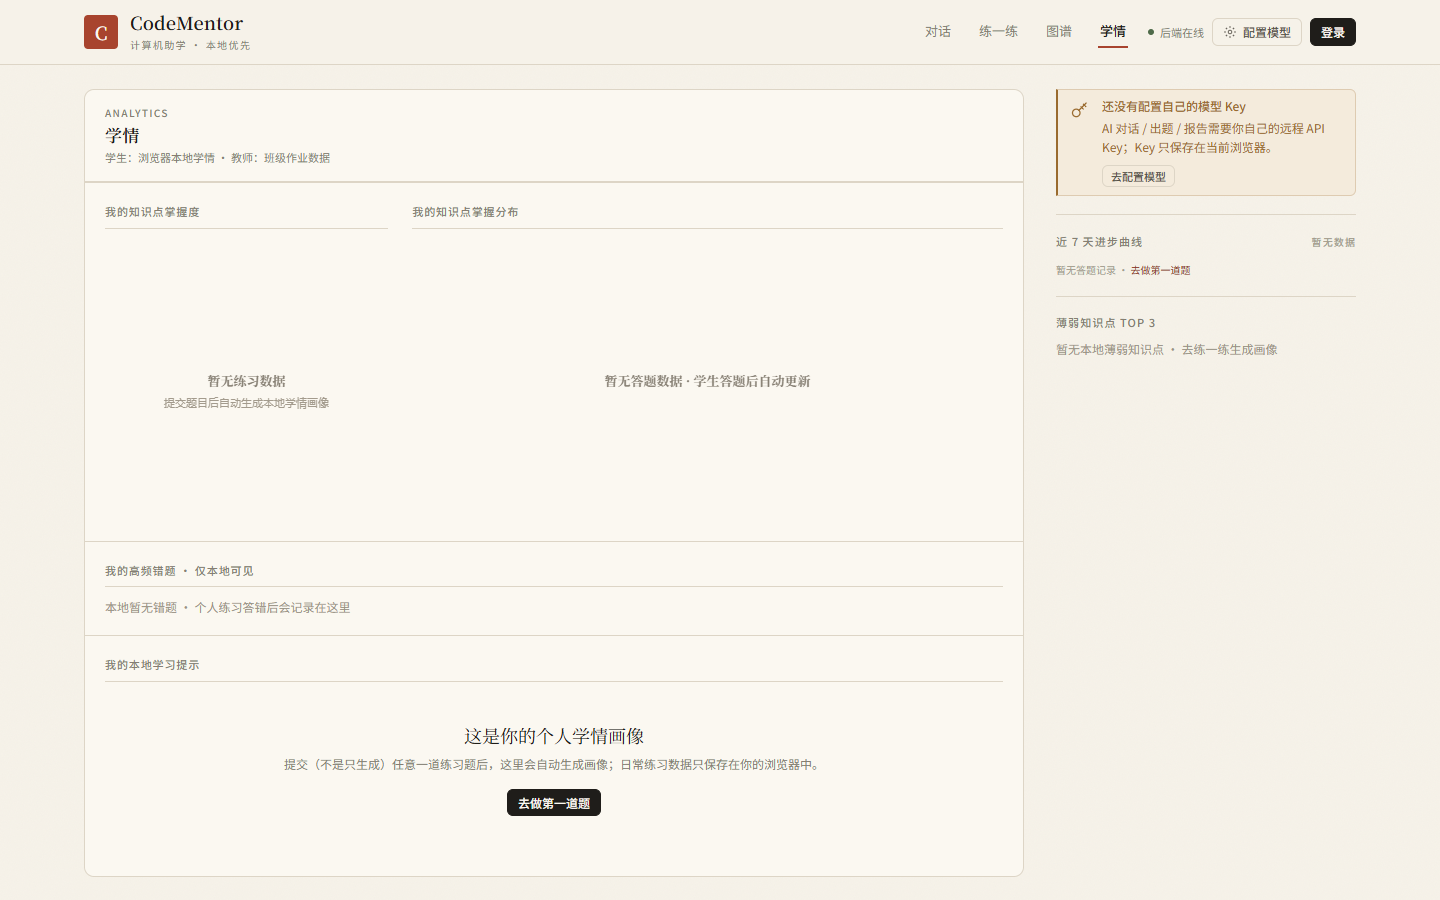 C
CodeMentor
计算机助学 · 本地优先
对话
练一练
图谱
学情
后端在线
配置模型
登录
ANALYTICS
学情
学生：浏览器本地学情 · 教师：班级作业数据
我的知识点掌握度
我的知识点掌握分布
暂无练习数据
提交题目后自动生成本地学情画像
暂无答题数据 · 学生答题后自动更新
我的高频错题 · 仅本地可见
本地暂无错题 · 个人练习答错后会记录在这里
我的本地学习提示
这是你的个人学情画像
提交（不是只生成）任意一道练习题后，这里会自动生成画像；日常练习数据只保存在你的浏览器中。
去做第一道题
还没有配置自己的模型 Key
AI 对话 / 出题 / 报告需要你自己的远程 API
Key；Key 只保存在当前浏览器。
去配置模型
近 7 天进步曲线
暂无数据
暂无答题记录 · 去做第一道题
薄弱知识点 TOP 3
暂无本地薄弱知识点 · 去练一练生成画像